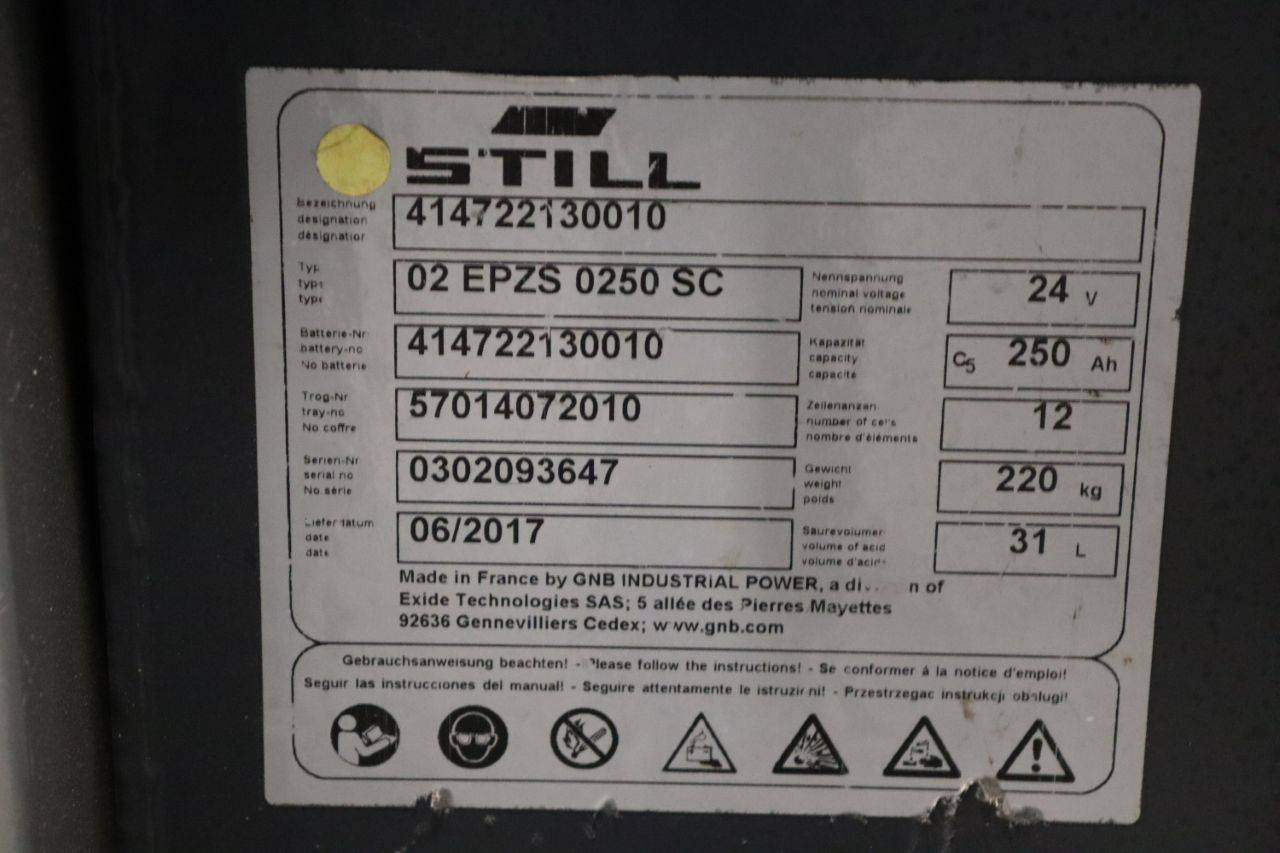 STILL
Bezeichnung
designation
désignation
414722130010
Typ
type
type
02 EPZS 0250 SC
Nennspannung
nominal voltage
tension nominale
24 V
Batterie-Nr
battery-no
No batterie
414722130010
Kapazität
capacity
capacité
C5 250 Ah
Trog-Nr
tray-no
No coffre
57014072010
Zellenanzahl
number of cells
nombre d'éléments
12
Serien-Nr
serial no
No série
0302093647
Gewicht
weight
poids
220 kg
Lieferdatum
date
date
06/2017
Säurevolumen
volume of acid
volume d'acide
31 L
Made in France by GNB INDUSTRIAL POWER, a n of
Exide Technologies SAS; 5 allée des Pierres Mayettes
92636 Gennevilliers Cedex; www.gnb.com
Gebrauchsanweisung beachten! - Please follow the instructions! - Se conformer à la notice d'emploi!
Seguir las instrucciones del manual! - Seguire attentamente le istruzioni! - Przestrzegac instrukcji obslugi!